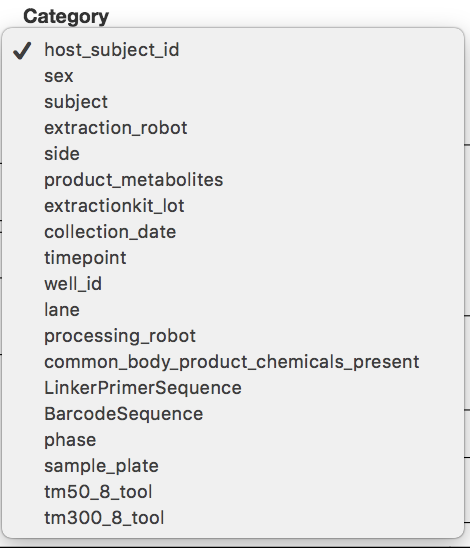 Category
host_subject_id
sex
subject
extraction_robot
side
product_metabolites
extractionkit_lot
collection_date
timepoint
well_id
lane
processing_robot
common_body_product_chemicals_present
LinkerPrimerSequence
BarcodeSequence
phase
sample_plate
tm50_8_tool
tm300_8_tool